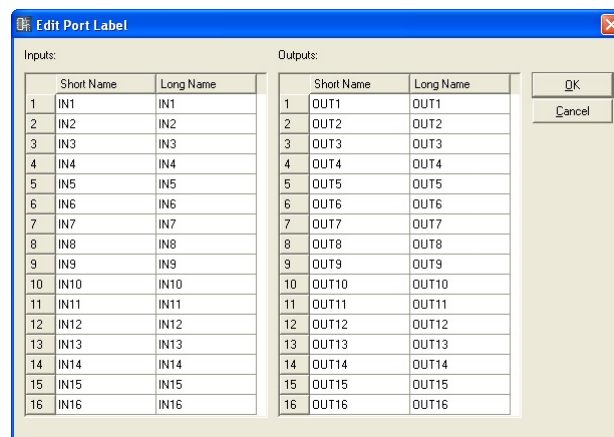 Edit Port Label
Inputs:
Outputs:
Short Name Long Name
1 IN1 IN1
2 IN2 IN2
3 IN3 IN3
4 IN4 IN4
5 IN5 IN5
6 IN6 IN6
7 IN7 IN7
8 IN8 IN8
9 IN9 IN9
10 IN10 IN10
11 IN11 IN11
12 IN12 IN12
13 IN13 IN13
14 IN14 IN14
15 IN15 IN15
16 IN16 IN16
Short Name Long Name
1 OUT1 OUT1
2 OUT2 OUT2
3 OUT3 OUT3
4 OUT4 OUT4
5 OUT5 OUT5
6 OUT6 OUT6
7 OUT7 OUT7
8 OUT8 OUT8
9 OUT9 OUT9
10 OUT10 OUT10
11 OUT11 OUT11
12 OUT12 OUT12
13 OUT13 OUT13
14 OUT14 OUT14
15 OUT15 OUT15
16 OUT16 OUT16
OK
Cancel